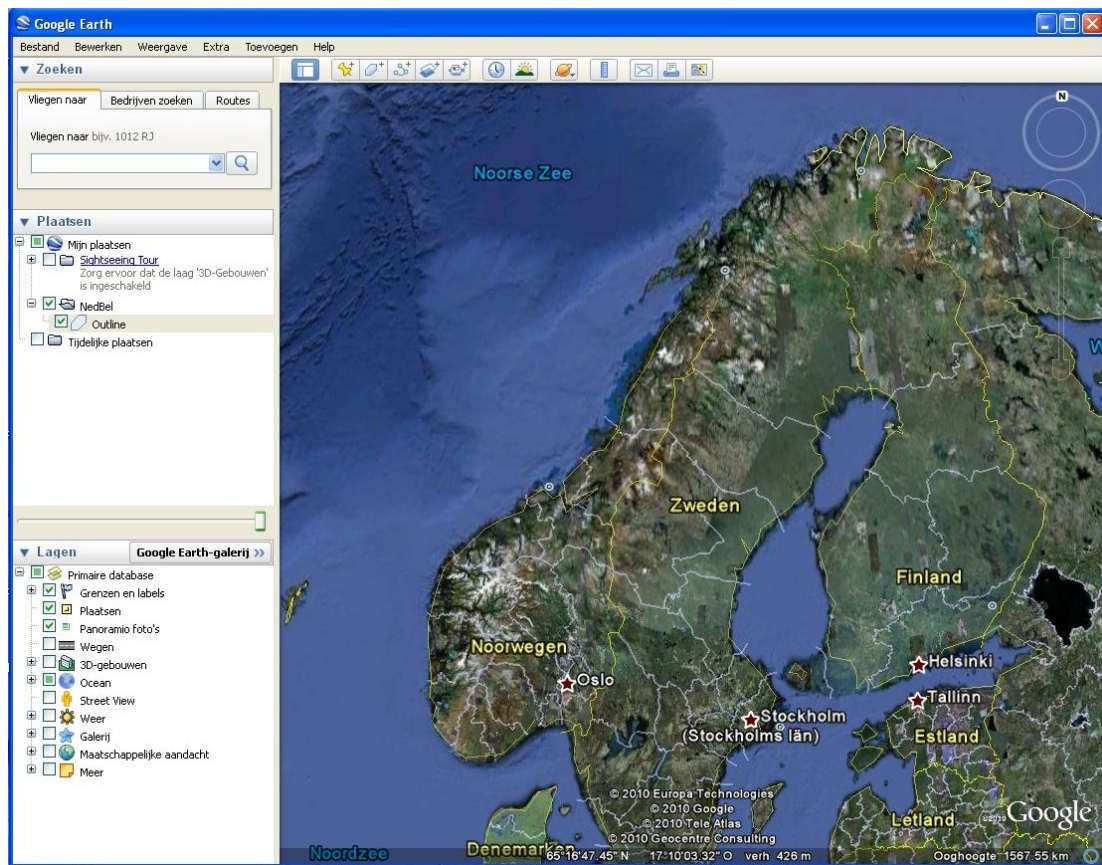 Google Earth
Bestand Bewerken Weergave Extra Toevoegen Help
Zoeken
Vliegen naar Bedrijven zoeken Routes
Vliegen naar bijv. 1012 RJ
Plaatsen
Mijn plaatsen
Sightseeing Tour
Zorg ervoor dat de laag '3D-Gebouwen'
is ingeschakeld
NedBel
Outline
Tijdelijke plaatsen
Lagen Google Earth-galerij >>
Primaire database
Grenzen en labels
Plaatsen
Panoramio foto's
Wegen
3D-gebouwen
Ocean
Street View
Weer
Galerij
Maatschappelijke aandacht
Meer
N
Noorse Zee
W
Zweden
Finland
Noorwegen
Helsinki
Oslo
Tallinn
Stockholm
(Stockholms län)
Estland
© 2010 Europa Technologies
© 2010 Google
© 2010 Tele Atlas
© 2010 Geocentre Consulting
Letland
©2010 Google
Noordzee
Denemarken
65°16'47.45" N 17°10'03.32" O verh 426 m
Ooghoogte 1567.55 km